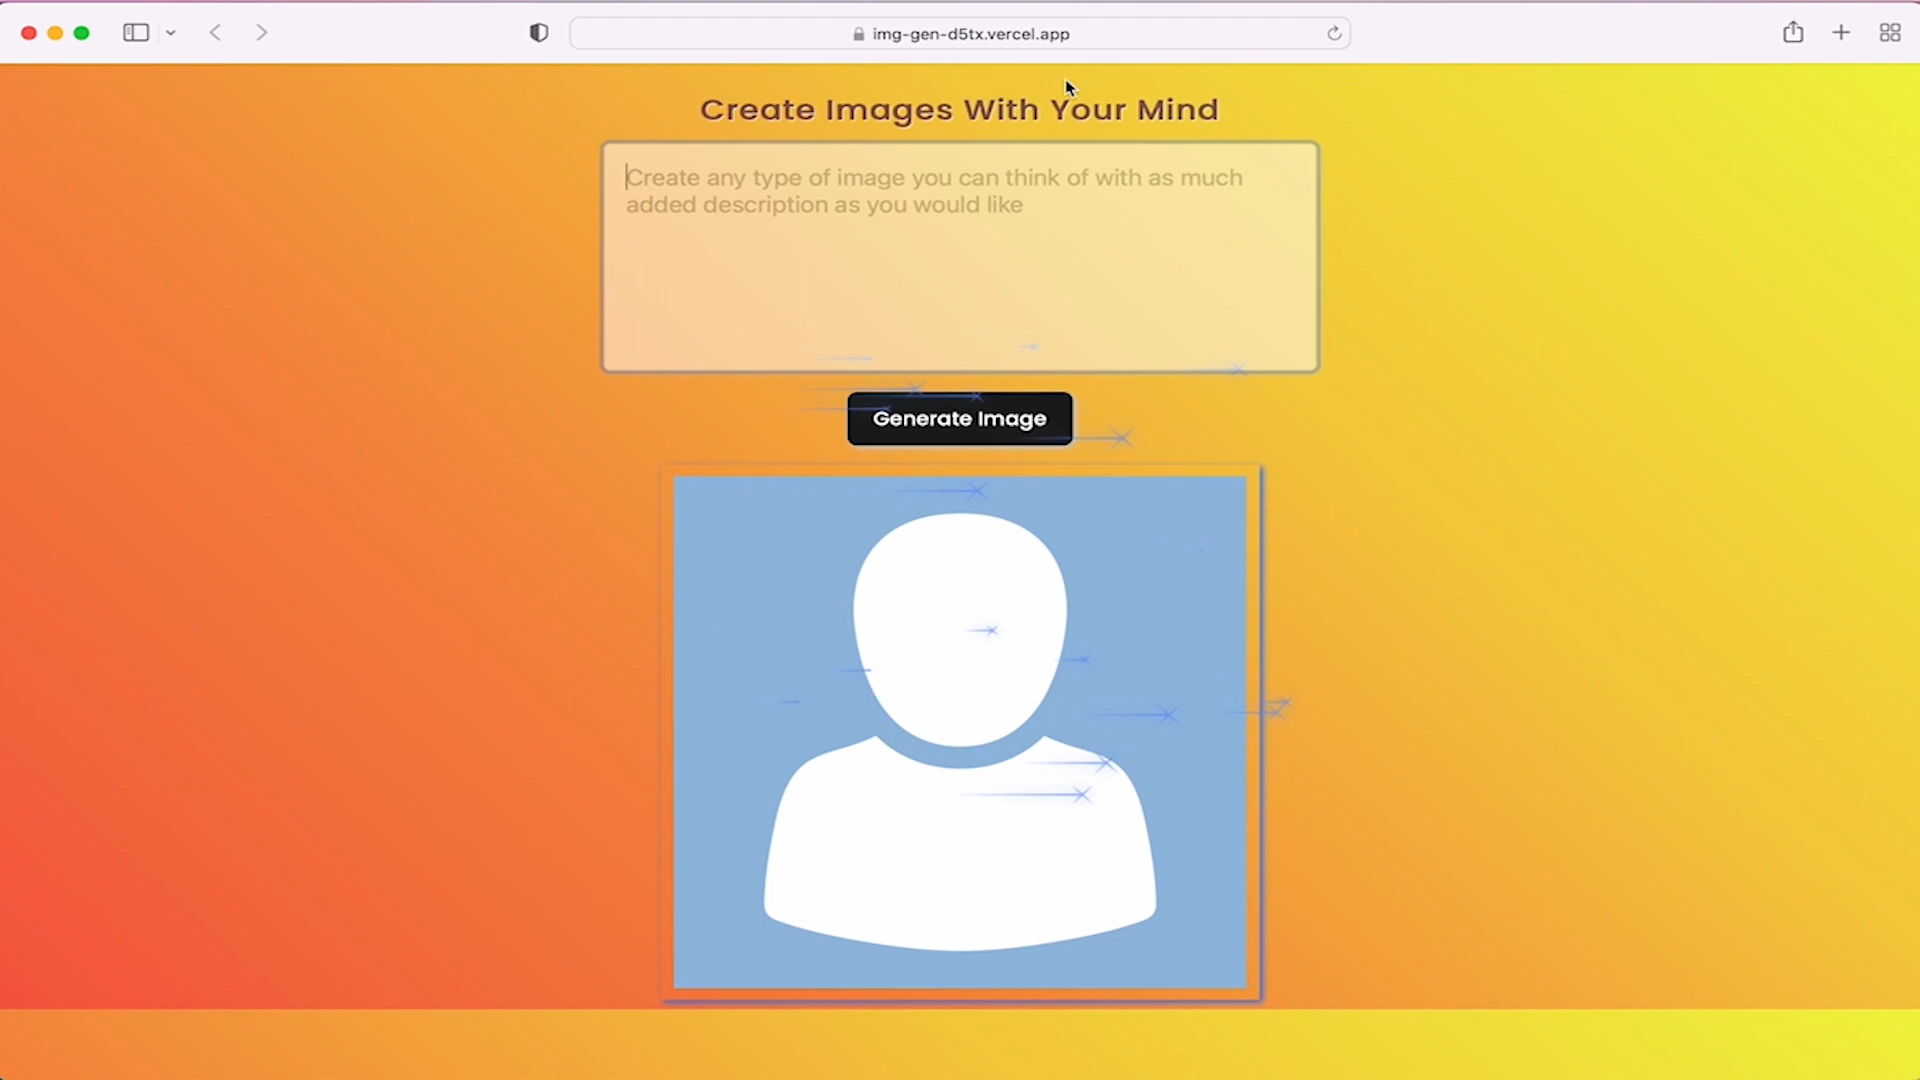 img-gen-d5tx.vercel.app
Create Images With Your Mind
Create any type of image you can think of with as much
added description as you would like
Generate Image